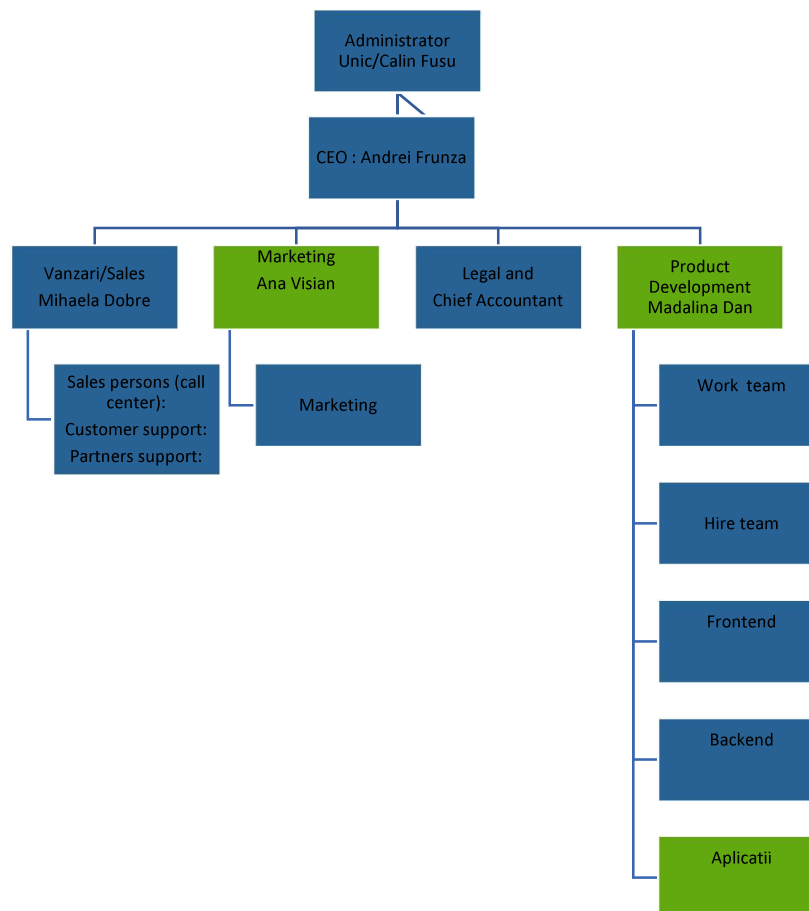 Administrator
Unic/Calin Fusu
CEO : Andrei Frunza
Vanzari/Sales
Mihaela Dobre
Marketing
Ana Visian
Legal and
Chief Accountant
Product
Development
Madalina Dan
Sales persons (call
center):
Customer support:
Partners support:
Marketing
Work team
Hire team
Frontend
Backend
Aplicatii